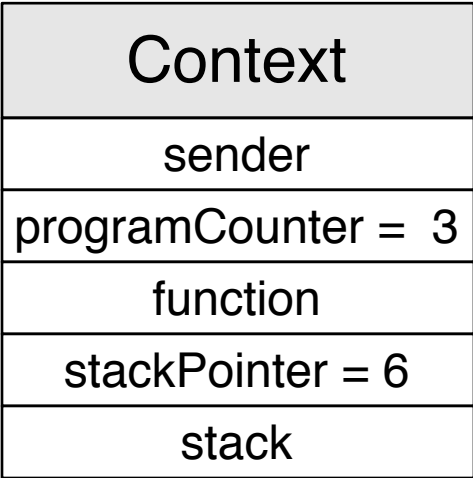 Context
sender
programCounter = 3
function
stackPointer = 6
stack